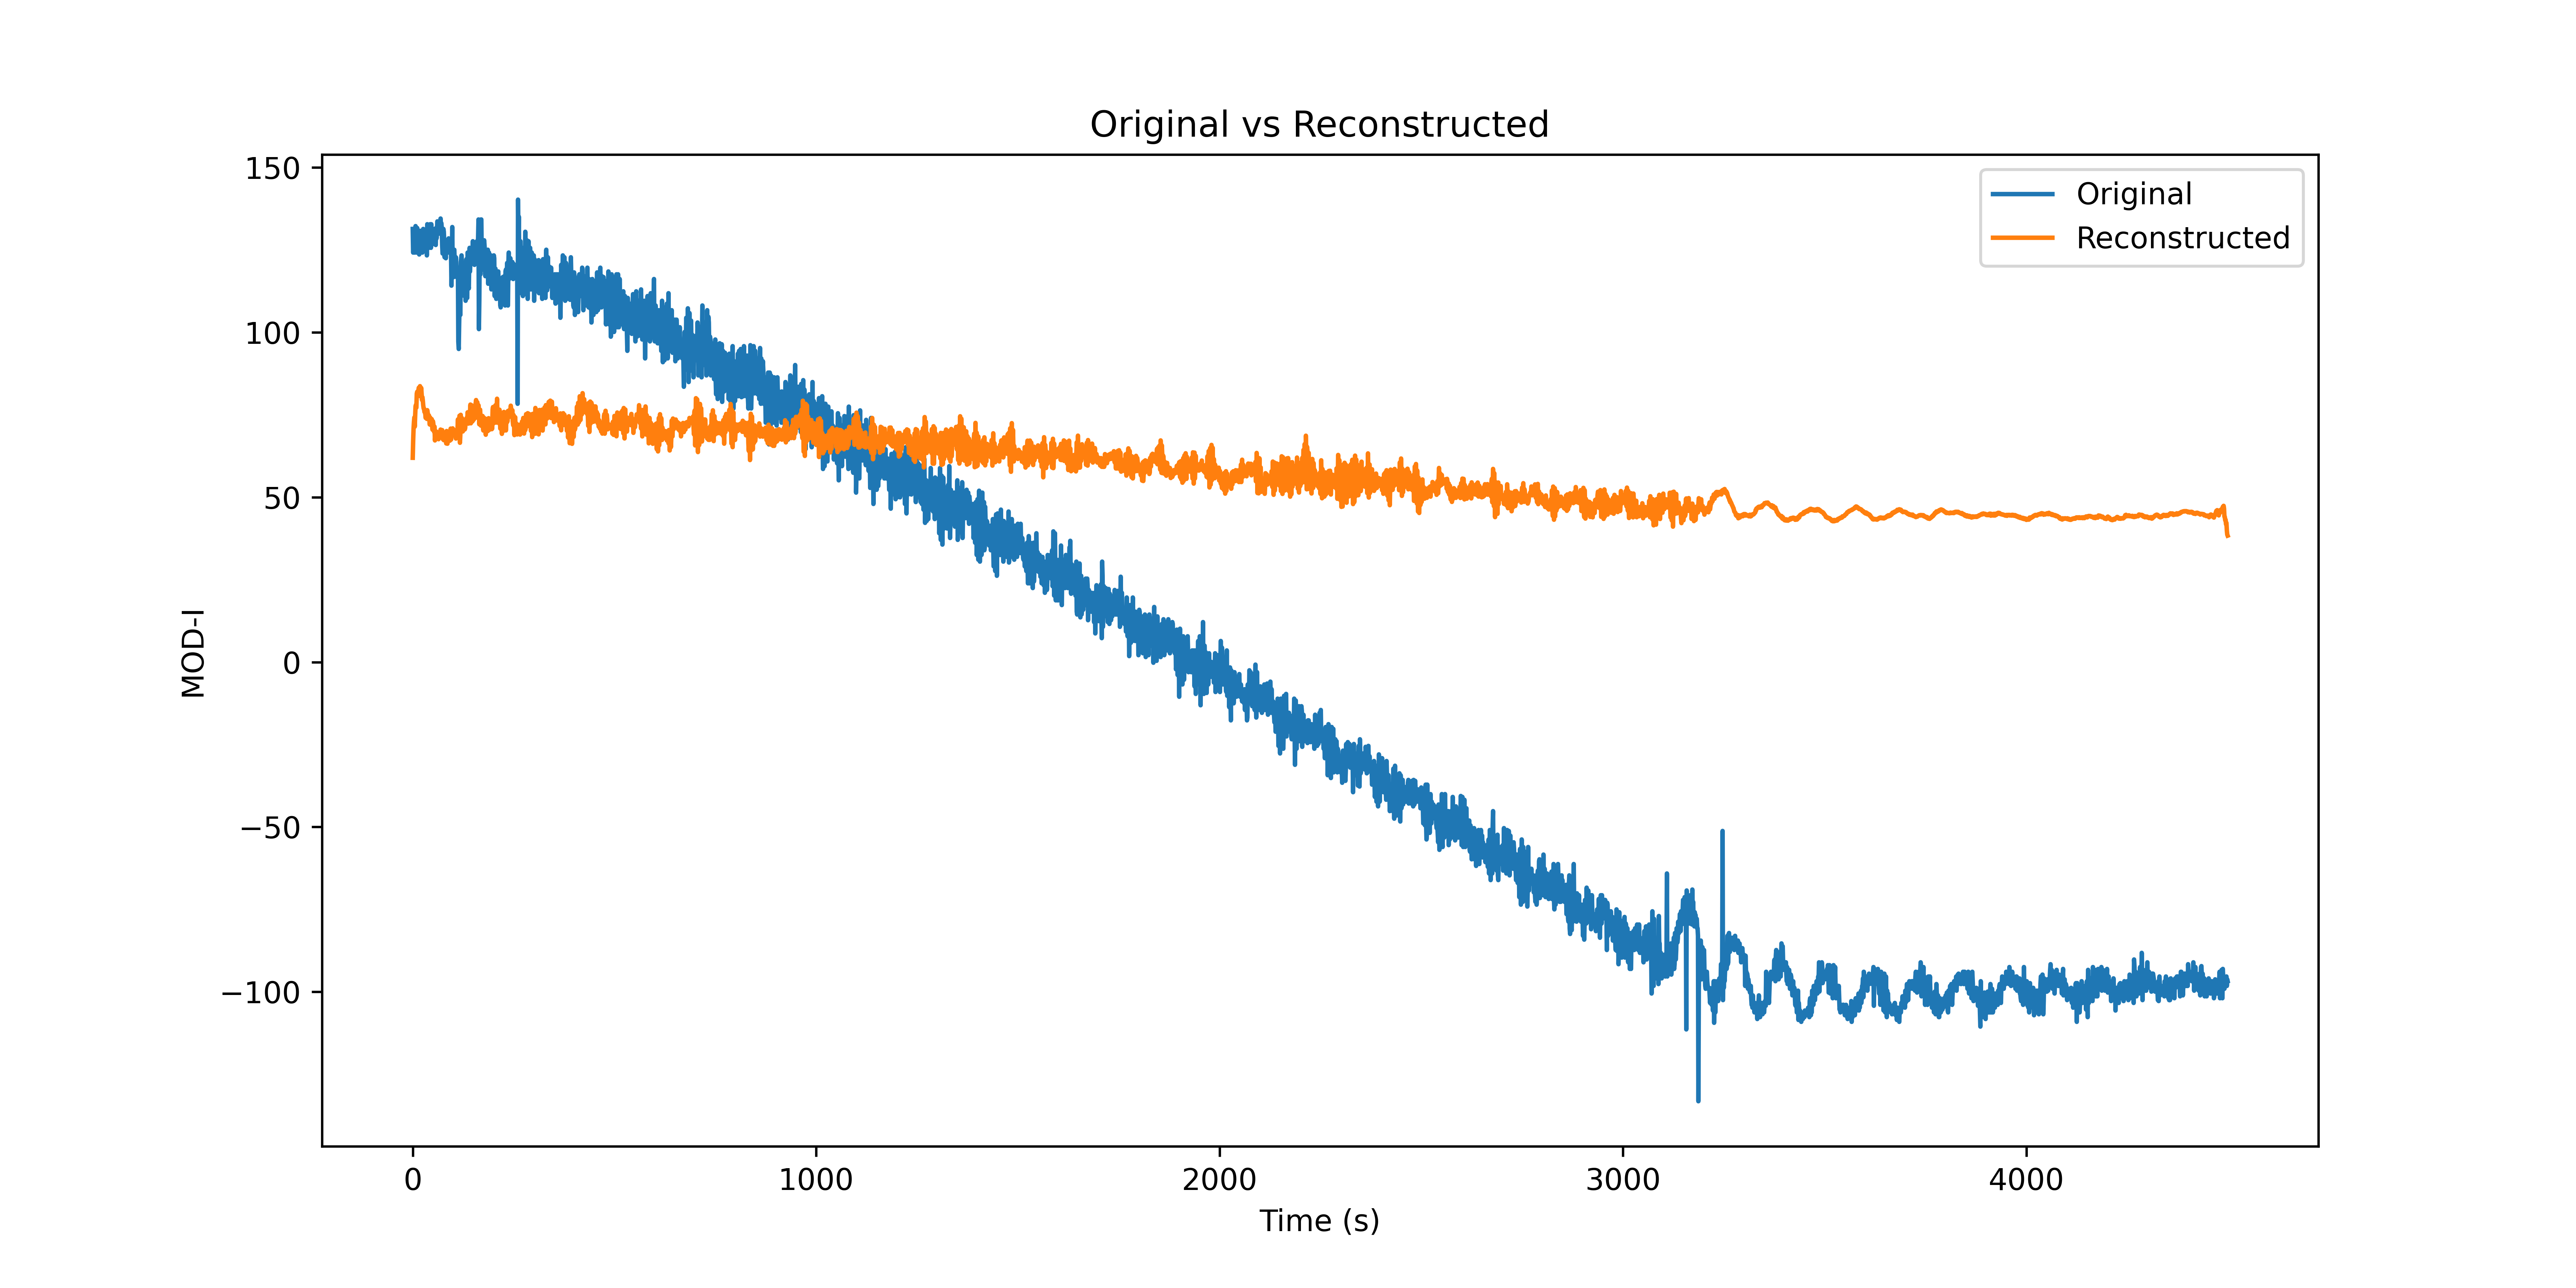 Original vs Reconstructed
150
100
50
0
−50
−100
MOD-I
Original
Reconstructed
0
1000
2000
3000
4000
Time (s)